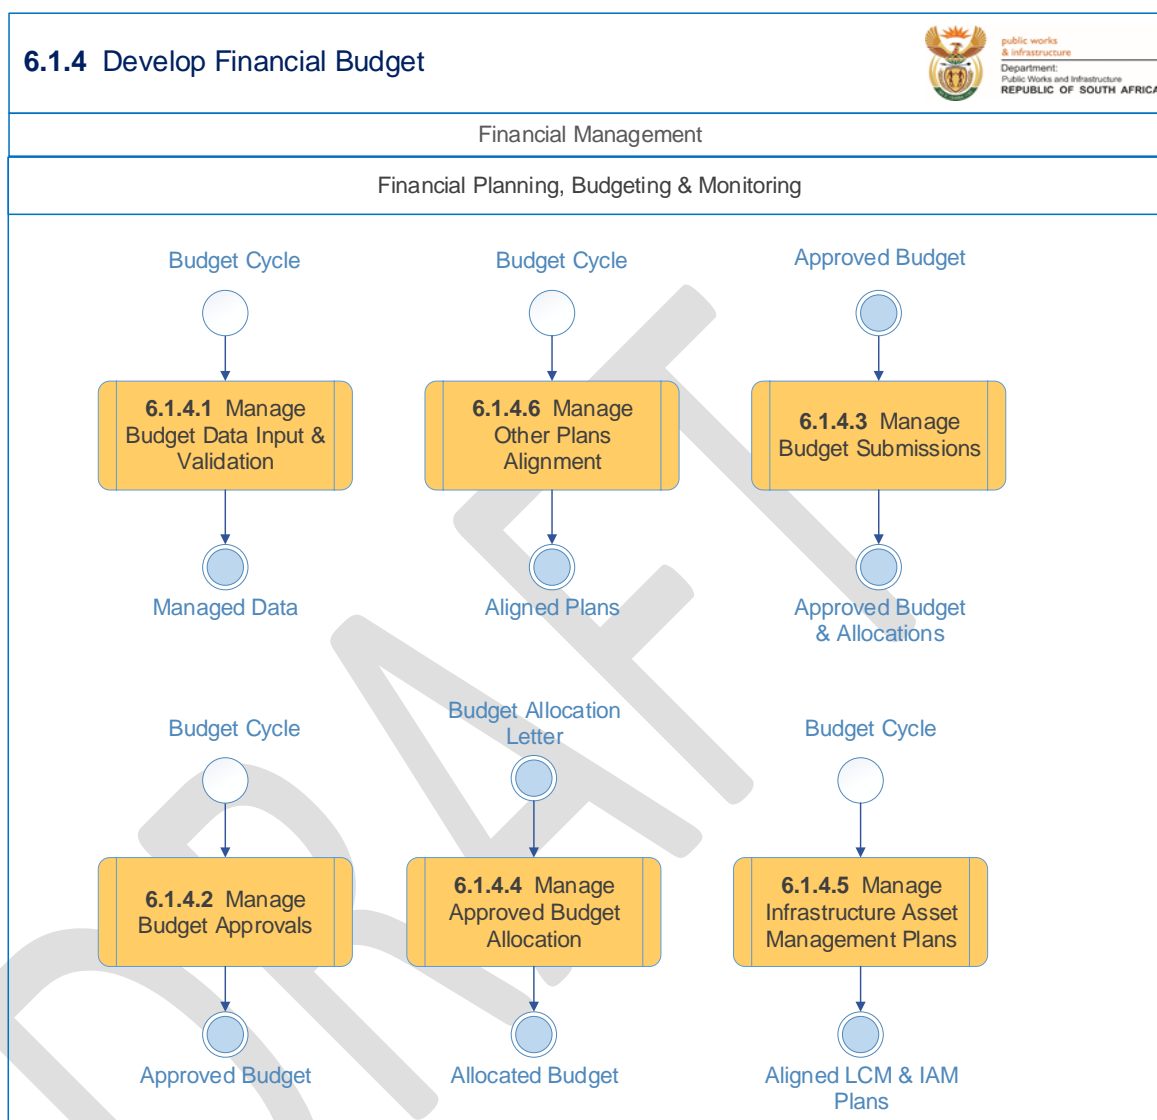 6.1.4 Develop Financial Budget
public works
& infrastructure
Department:
Public Works and Infrastructure
REPUBLIC OF SOUTH AFRICA
Financial Management
Financial Planning, Budgeting & Monitoring
Budget Cycle
6.1.4.1 Manage
Budget Data Input &
Validation
Managed Data
Budget Cycle
6.1.4.6 Manage
Other Plans
Alignment
Aligned Plans
Approved Budget
6.1.4.3 Manage
Budget Submissions
Approved Budget
& Allocations
Budget Cycle
6.1.4.2 Manage
Budget Approvals
Approved Budget
Budget Allocation
Letter
6.1.4.4 Manage
Approved Budget
Allocation
Allocated Budget
Budget Cycle
6.1.4.5 Manage
Infrastructure Asset
Management Plans
Aligned LCM & IAM
Plans
DRAFT